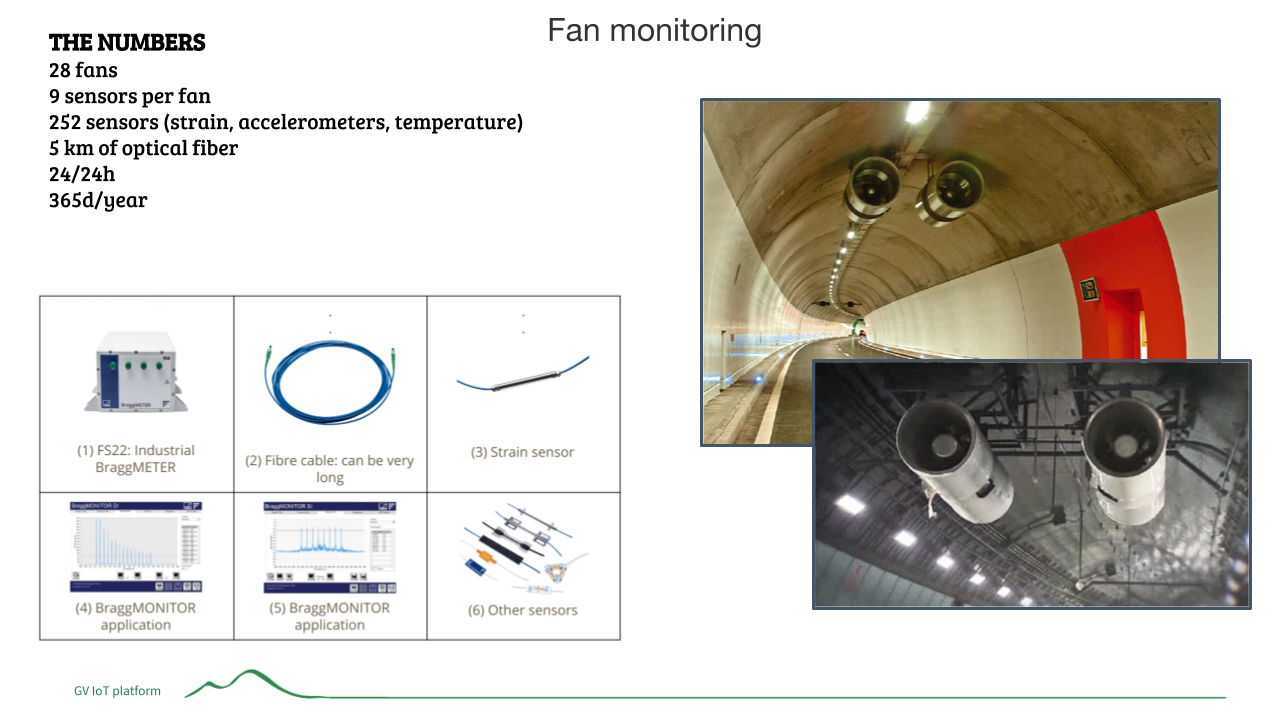 Fan monitoring
THE NUMBERS
28 fans
9 sensors per fan
252 sensors (strain, accelerometers, temperature)
5 km of optical fiber
24/24h
365d/year
BraggMETER
(1) FS22: Industrial
BraggMETER
(2) Fibre cable: can be very
long
(3) Strain sensor
BraggMONITOR DI
(4) BraggMONITOR
application
BraggMONITOR SI
(5) BraggMONITOR
application
(6) Other sensors
GV IoT platform